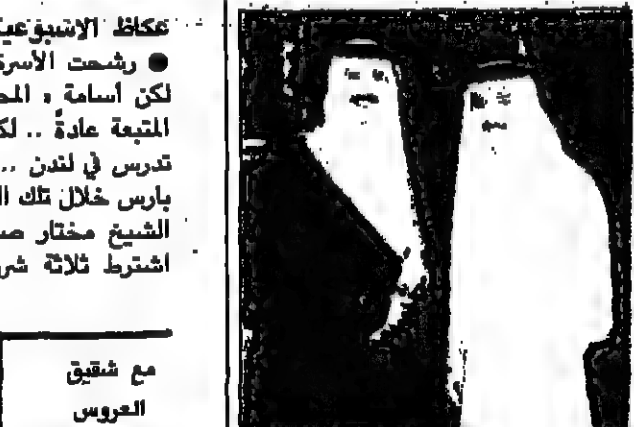 عكاظ الاسبوعية
● رشحت الأسرة
لكن أسامة « المح
المتبعة عادةً .. لك
تدرس في لندن ..
بارس خلال تلك ال
الشيخ مختار ص
اشترط ثلاثة شر
مع شقيق
العروس